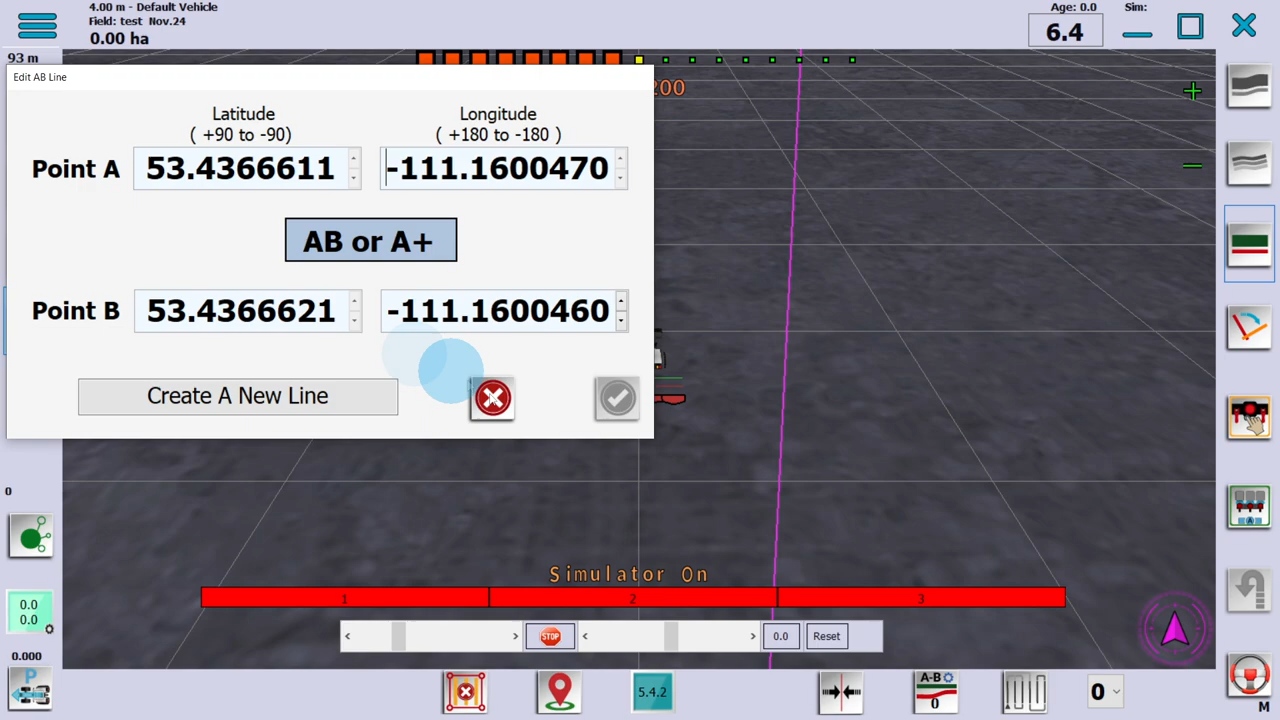 4.00 m - Default Vehicle
Field: test Nov.24
0.00 ha
Age: 0.0
Sim:
6.4
93 m
Edit AB Line
200
Latitude
( +90 to -90)
Longitude
( +180 to -180 )
Point A
53.4366611
-111.1600470
AB or A+
Point B
53.4366621
-111.1600460
Create A New Line
0
0.0
0.0
0.000
P
Simulator On
1
2
3
<
>
STOP
<
>
0.0
Reset
5.4.2
A-B
0
0
A
M